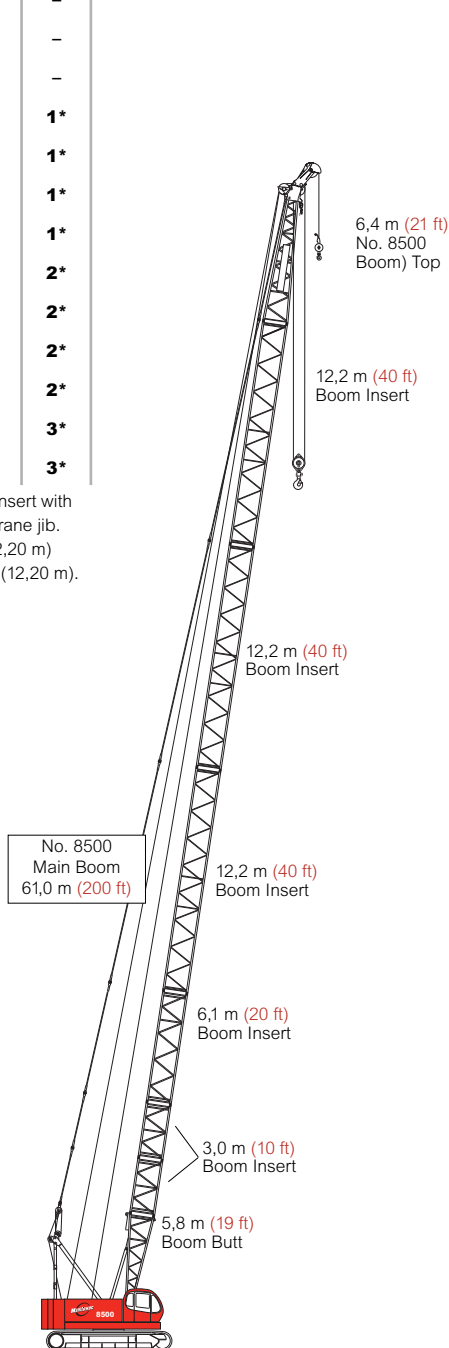 –
–
–
1*
1*
1*
1*
2*
2*
2*
2*
3*
3*
nsert with
rane jib.
2,20 m)
(12,20 m).
6,4 m (21 ft)
No. 8500
Boom) Top
12,2 m (40 ft)
Boom Insert
12,2 m (40 ft)
Boom Insert
No. 8500
Main Boom
61,0 m (200 ft)
12,2 m (40 ft)
Boom Insert
6,1 m (20 ft)
Boom Insert
3,0 m (10 ft)
Boom Insert
5,8 m (19 ft)
Boom Butt
8500